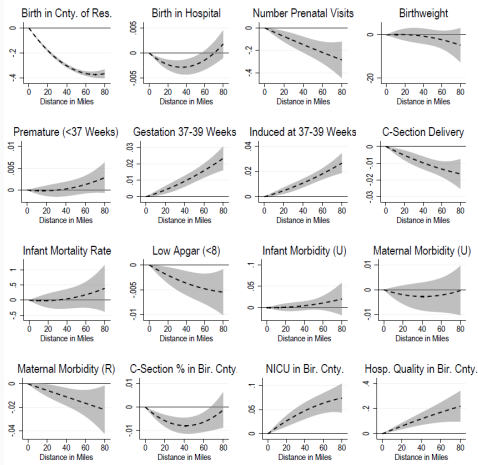 Birth in Cnty. of Res.
0
-.2
-.4
0 20 40 60 80
Distance in Miles
Birth in Hospital
.005
0
-.005
0 20 40 60 80
Distance in Miles
Number Prenatal Visits
0
-.2
-.4
0 20 40 60 80
Distance in Miles
Birthweight
0
-20
0 20 40 60 80
Distance in Miles
Premature (<37 Weeks)
.01
.005
0
0 20 40 60 80
Distance in Miles
Gestation 37-39 Weeks
.03
.02
.01
0
0 20 40 60 80
Distance in Miles
Induced at 37-39 Weeks
.04
.02
0
0 20 40 60 80
Distance in Miles
C-Section Delivery
0
-.01
-.02
-.03
0 20 40 60 80
Distance in Miles
Infant Mortality Rate
1
.5
0
-.5
0 20 40 60 80
Distance in Miles
Low Apgar (<8)
0
-.005
-.01
0 20 40 60 80
Distance in Miles
Infant Morbidity (U)
.1
.05
0
0 20 40 60 80
Distance in Miles
Maternal Morbidity (U)
.01
0
-.01
0 20 40 60 80
Distance in Miles
Maternal Morbidity (R)
0
-.02
-.04
0 20 40 60 80
Distance in Miles
C-Section % in Bir. Cnty.
.01
0
-.01
0 20 40 60 80
Distance in Miles
NICU in Bir. Cnty.
.1
.05
0
0 20 40 60 80
Distance in Miles
Hosp. Quality in Bir. Cnty.
.4
.2
0
0 20 40 60 80
Distance in Miles